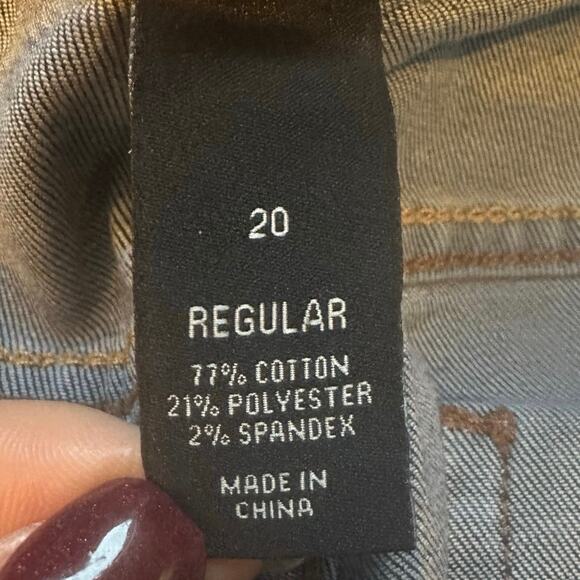 20
REGULAR
77% COTTON
21% POLYESTER
2% SPANDEX
MADE IN
CHINA